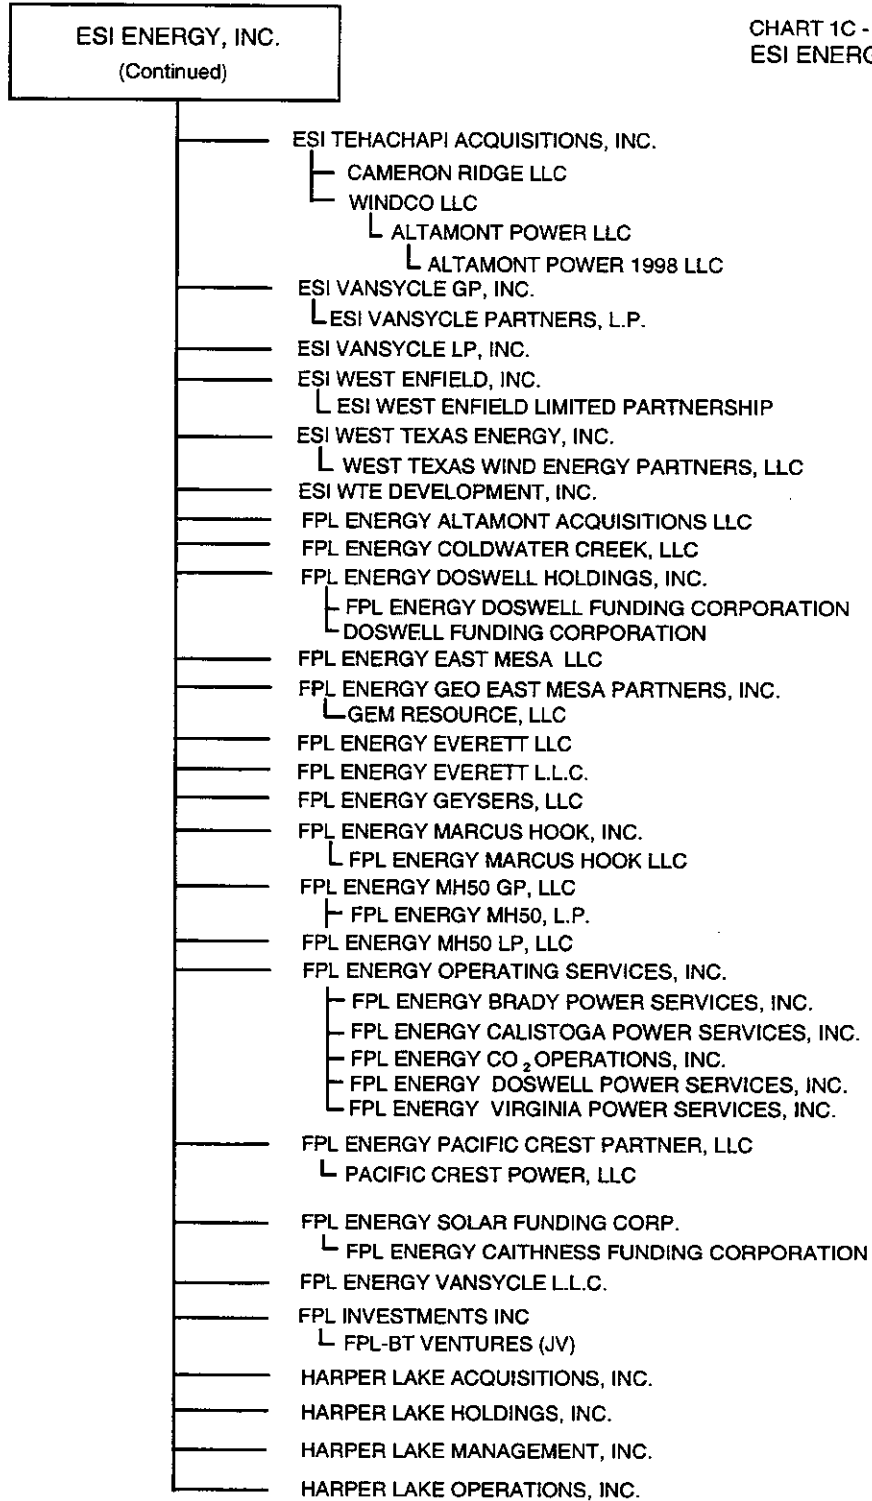 ESI ENERGY, INC.
(Continued)
CHART 1C -
ESI ENERG
ESI TEHACHAPI ACQUISITIONS, INC.
CAMERON RIDGE LLC
WINDCO LLC
ALTAMONT POWER LLC
ALTAMONT POWER 1998 LLC
ESI VANSYCLE GP, INC.
ESI VANSYCLE PARTNERS, L.P.
ESI VANSYCLE LP, INC.
ESI WEST ENFIELD, INC.
ESI WEST ENFIELD LIMITED PARTNERSHIP
ESI WEST TEXAS ENERGY, INC.
WEST TEXAS WIND ENERGY PARTNERS, LLC
ESI WTE DEVELOPMENT, INC.
FPL ENERGY ALTAMONT ACQUISITIONS LLC
FPL ENERGY COLDWATER CREEK, LLC
FPL ENERGY DOSWELL HOLDINGS, INC.
FPL ENERGY DOSWELL FUNDING CORPORATION
DOSWELL FUNDING CORPORATION
FPL ENERGY EAST MESA LLC
FPL ENERGY GEO EAST MESA PARTNERS, INC.
GEM RESOURCE, LLC
FPL ENERGY EVERETT LLC
FPL ENERGY EVERETT L.L.C.
FPL ENERGY GEYSERS, LLC
FPL ENERGY MARCUS HOOK, INC.
FPL ENERGY MARCUS HOOK LLC
FPL ENERGY MH50 GP, LLC
FPL ENERGY MH50, L.P.
FPL ENERGY MH50 LP, LLC
FPL ENERGY OPERATING SERVICES, INC.
FPL ENERGY BRADY POWER SERVICES, INC.
FPL ENERGY CALISTOGA POWER SERVICES, INC.
FPL ENERGY CO₂ OPERATIONS, INC.
FPL ENERGY DOSWELL POWER SERVICES, INC.
FPL ENERGY VIRGINIA POWER SERVICES, INC.
FPL ENERGY PACIFIC CREST PARTNER, LLC
PACIFIC CREST POWER, LLC
FPL ENERGY SOLAR FUNDING CORP.
FPL ENERGY CAITHNESS FUNDING CORPORATION
FPL ENERGY VANSYCLE L.L.C.
FPL INVESTMENTS INC
FPL-BT VENTURES (JV)
HARPER LAKE ACQUISITIONS, INC.
HARPER LAKE HOLDINGS, INC.
HARPER LAKE MANAGEMENT, INC.
HARPER LAKE OPERATIONS, INC.